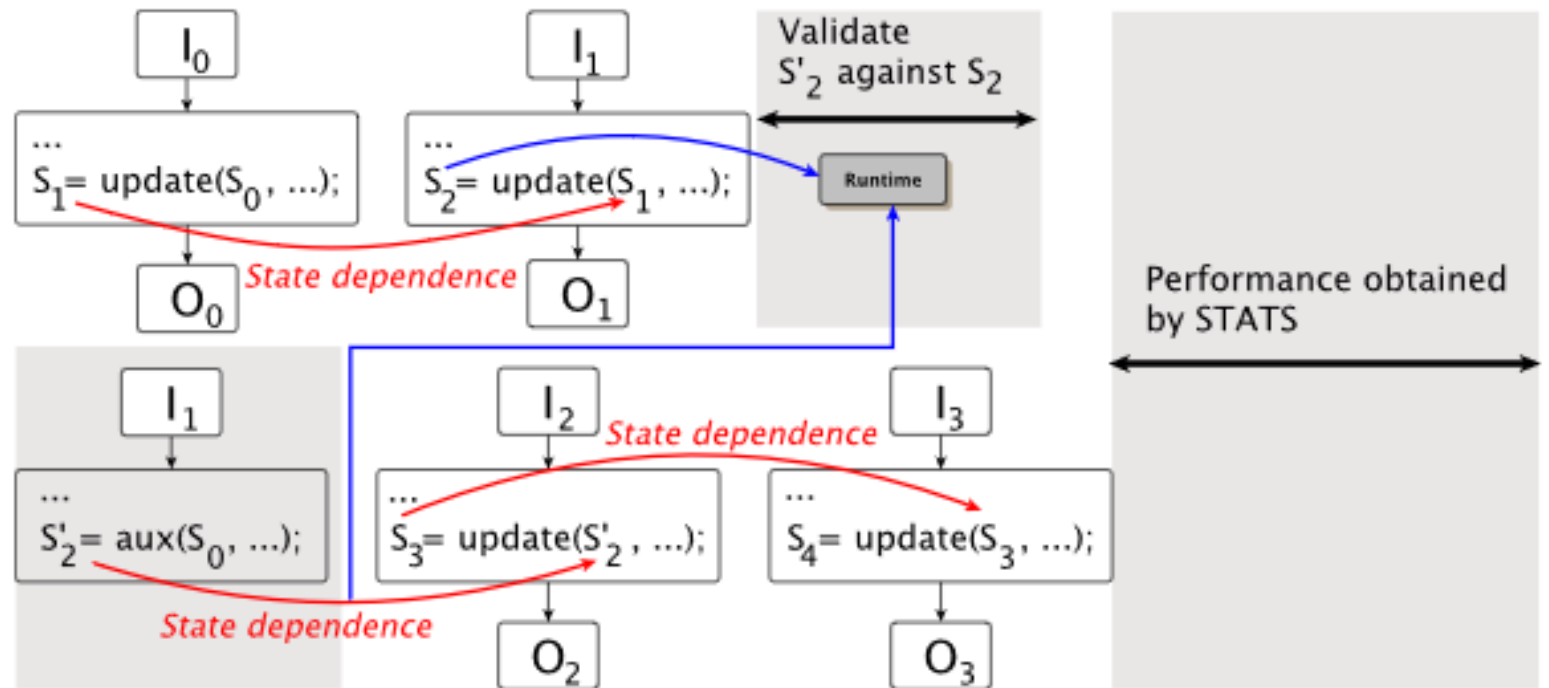 I0
I1
Validate
S'2 against S2
...
S1= update(S0, ...);
...
S2= update(S1, ...);
Runtime
State dependence
O0
O1
Performance obtained
by STATS
I1
I2
State dependence
I3
...
S'2= aux(S0, ...);
...
S3= update(S'2, ...);
...
S4= update(S3, ...);
State dependence
O2
O3